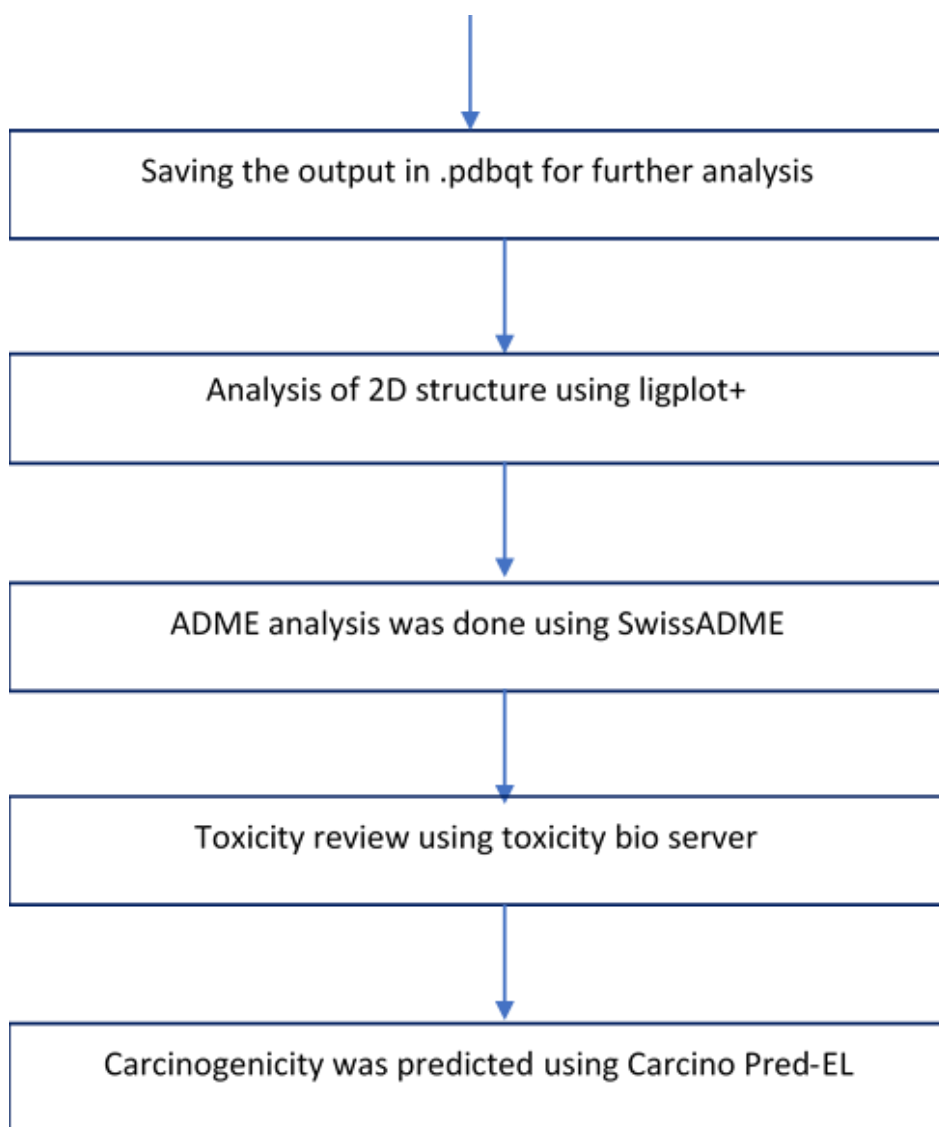 Saving the output in .pdbqt for further analysis
Analysis of 2D structure using ligplot+
ADME analysis was done using SwissADME
Toxicity review using toxicity bio server
Carcinogenicity was predicted using Carcino Pred-EL